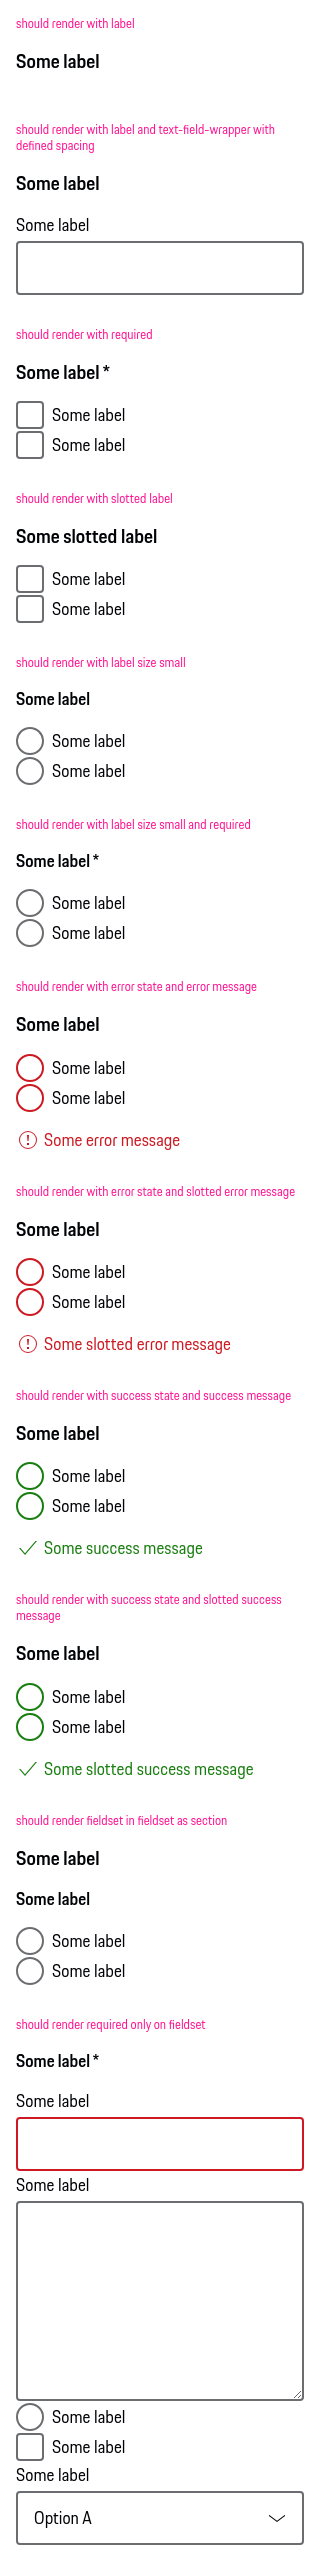 should render with label
Some label
should render with label and text-field-wrapper with
defined spacing
Some label
Some label
should render with required
Some label *
Some label
Some label
should render with slotted label
Some slotted label
Some label
Some label
should render with label size small
Some label
Some label
Some label
should render with label size small and required
Some label *
Some label
Some label
should render with error state and error message
Some label
Some label
Some label
Some error message
should render with error state and slotted error message
Some label
Some label
Some label
Some slotted error message
should render with success state and success message
Some label
Some label
Some label
Some success message
should render with success state and slotted success
message
Some label
Some label
Some label
Some slotted success message
should render fieldset in fieldset as section
Some label
Some label
Some label
Some label
should render required only on fieldset
Some label *
Some label
Some label
Some label
Some label
Some label
Option A